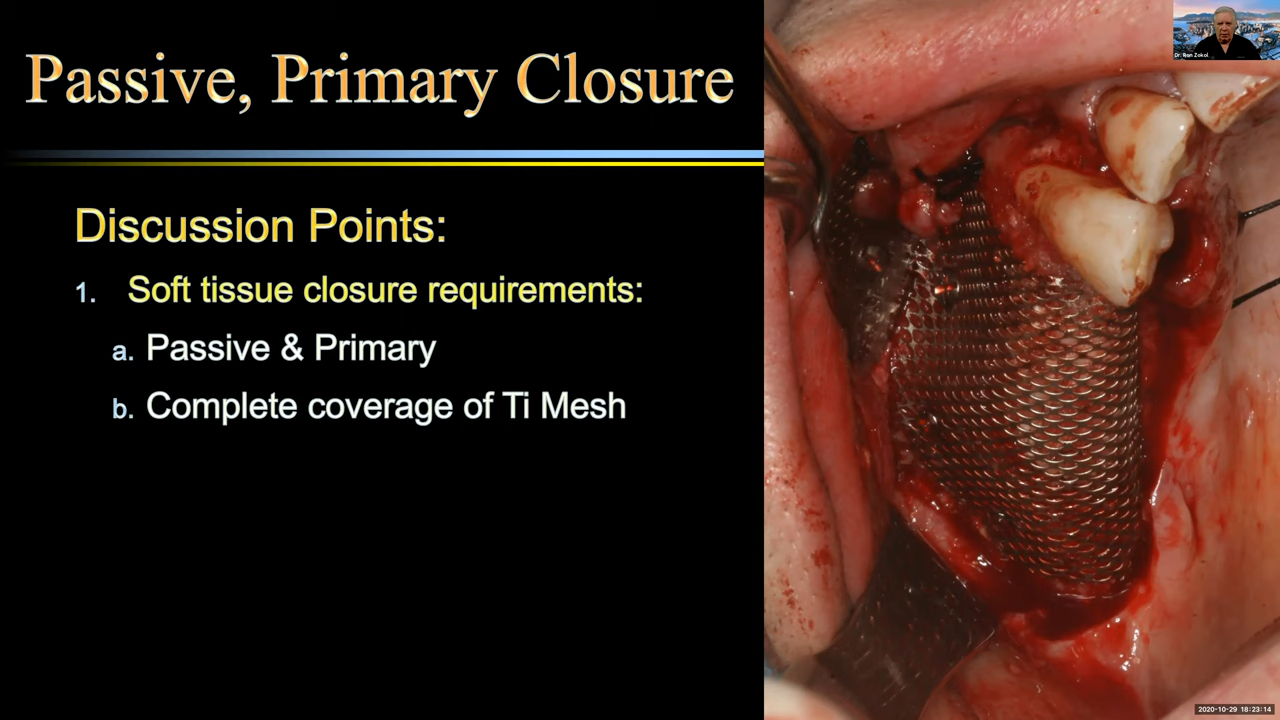 Passive, Primary Closure
Discussion Points:
1. Soft tissue closure requirements:
a. Passive & Primary
b. Complete coverage of Ti Mesh
Dr. Ron Zokol
2020-10-29 18:23:14